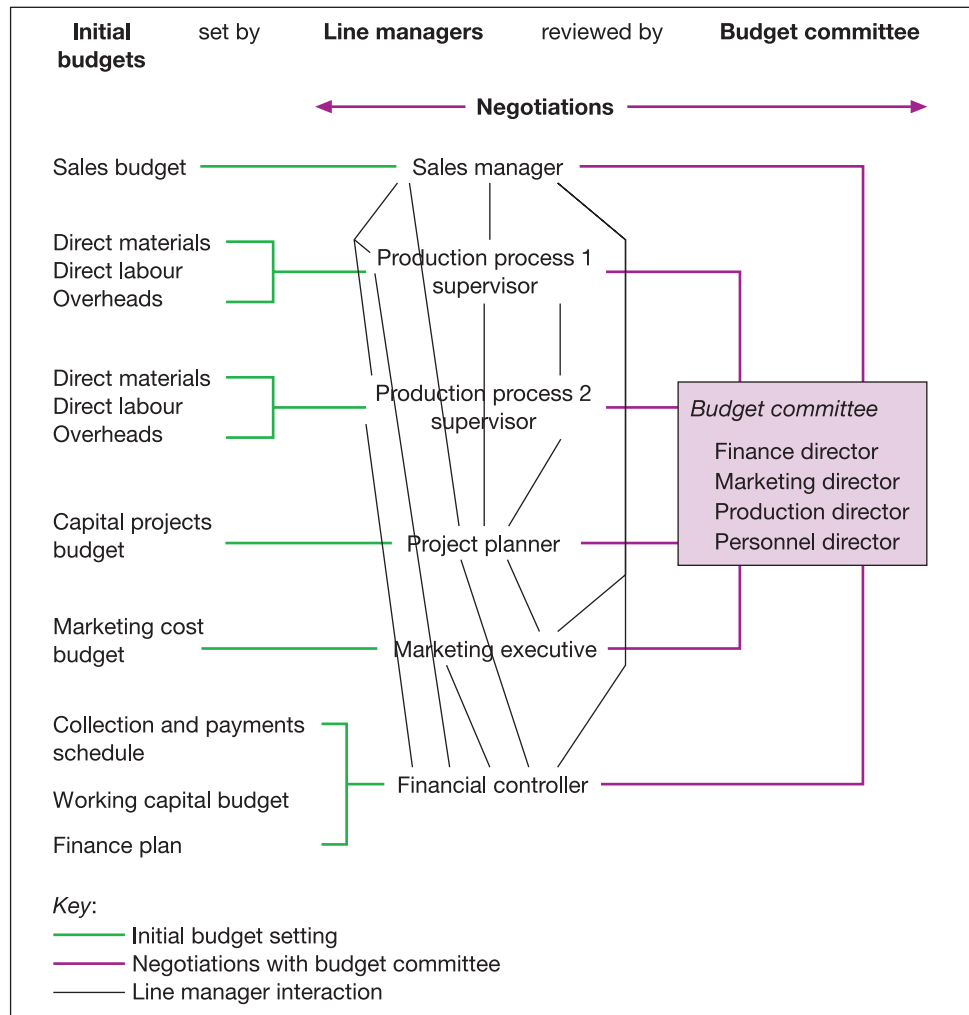 Initial budgets set by Line managers reviewed by Budget committee
Negotiations
Sales budget
Sales manager
Direct materials
Direct labour
Overheads
Production process 1
supervisor
Direct materials
Direct labour
Overheads
Production process 2
supervisor
Budget committee
Finance director
Marketing director
Production director
Personnel director
Capital projects
budget
Project planner
Marketing cost
budget
Marketing executive
Collection and payments
schedule
Working capital budget
Finance plan
Financial controller
Key:
Initial budget setting
Negotiations with budget committee
Line manager interaction